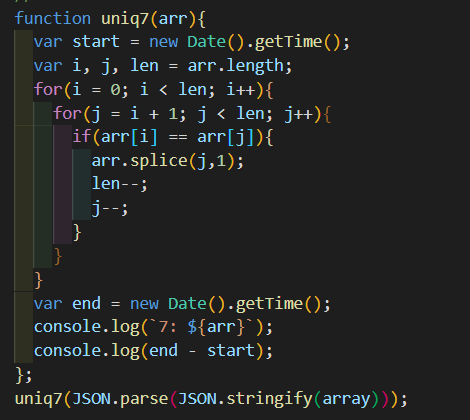 function uniq7(arr){
  var start = new Date().getTime();
  var i, j, len = arr.length;
  for(i = 0; i < len; i++){
    for(j = i + 1; j < len; j++){
      if(arr[i] == arr[j]){
        arr.splice(j,1);
        len--;
        j--;
      }
    }
  }
  var end = new Date().getTime();
  console.log(`7: ${arr}`);
  console.log(end - start);
};
uniq7(JSON.parse(JSON.stringify(array)));